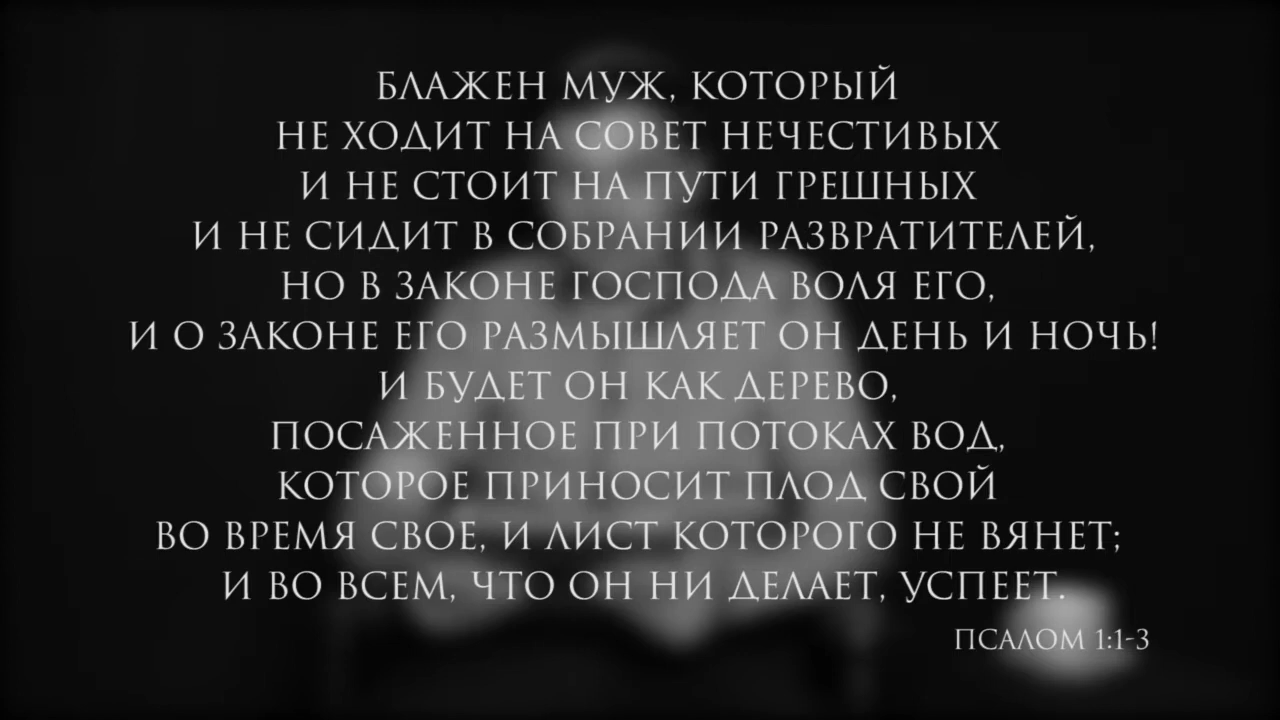 БЛАЖЕН МУЖ, КОТОРЫЙ
НЕ ХОДИТ НА СОВЕТ НЕЧЕСТИВЫХ
И НЕ СТОИТ НА ПУТИ ГРЕШНЫХ
И НЕ СИДИТ В СОБРАНИИ РАЗВРАТИТЕЛЕЙ,
НО В ЗАКОНЕ ГОСПОДА ВОЛЯ ЕГО,
И О ЗАКОНЕ ЕГО РАЗМЫШЛЯЕТ ОН ДЕНЬ И НОЧЬ!
И БУДЕТ ОН КАК ДЕРЕВО,
ПОСАЖЕННОЕ ПРИ ПОТОКАХ ВОД,
КОТОРОЕ ПРИНОСИТ ПЛОД СВОЙ
ВО ВРЕМЯ СВОЕ, И ЛИСТ КОТОРОГО НЕ ВЯНЕТ;
И ВО ВСЕМ, ЧТО ОН НИ ДЕЛАЕТ, УСПЕЕТ.
ПСАЛОМ 1:1-3